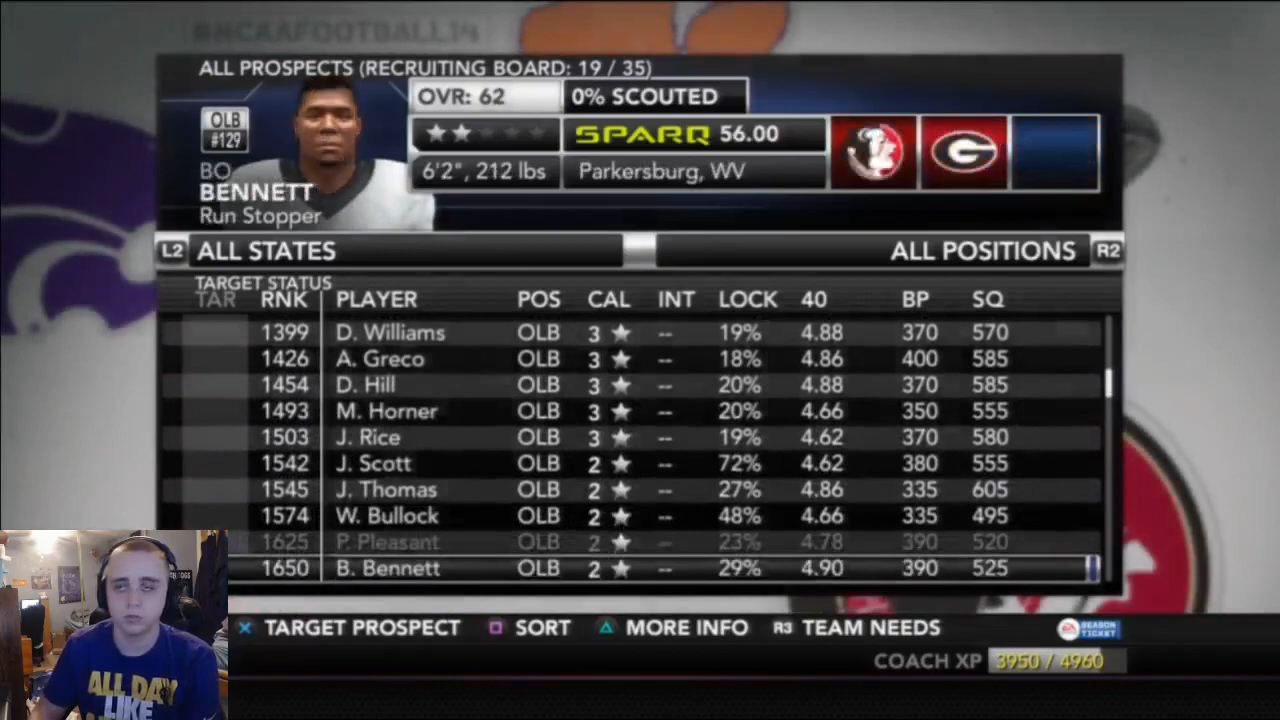 #NCAAFOOTBALL14
ALL PROSPECTS (RECRUITING BOARD: 19 / 35)
OLB
#129
BO
BENNETT
Run Stopper
OVR: 62
0% SCOUTED
SPARQ 56.00
6'2", 212 lbs
Parkersburg, WV
G
L2 ALL STATES
ALL POSITIONS R2
TARGET STATUS
TAR RNK PLAYER POS CAL INT LOCK 40 BP SQ
1399 D. Williams OLB 3 ★ -- 19% 4.88 370 570
1426 A. Greco OLB 3 ★ -- 18% 4.86 400 585
1454 D. Hill OLB 3 ★ -- 20% 4.88 370 585
1493 M. Horner OLB 3 ★ -- 20% 4.66 350 555
1503 J. Rice OLB 3 ★ -- 19% 4.62 370 580
1542 J. Scott OLB 2 ★ -- 72% 4.62 380 555
1545 J. Thomas OLB 2 ★ -- 27% 4.86 335 605
1574 W. Bullock OLB 2 ★ -- 48% 4.66 335 495
1625 P. Pleasant OLB 2 ★ -- 23% 4.78 390 520
1650 B. Bennett OLB 2 ★ -- 29% 4.90 390 525
TARGET PROSPECT SORT MORE INFO R3 TEAM NEEDS
EA SEASON TICKET
COACH XP 3950 / 4960
ALL DAY
LIKE